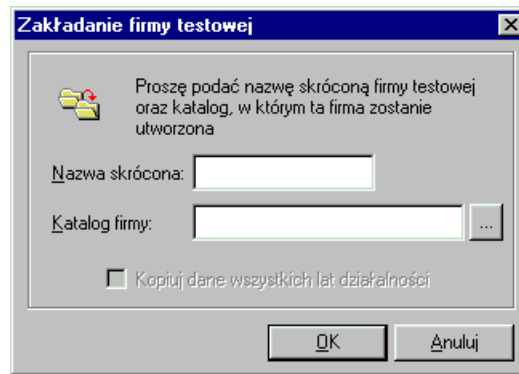 Zakładanie firmy testowej
Proszę podać nazwę skróconą firmy testowej
oraz katalog, w którym ta firma zostanie
utworzona
Nazwa skrócona:
Katalog firmy:
...
Kopiuj dane wszystkich lat działalności
OK
Anuluj